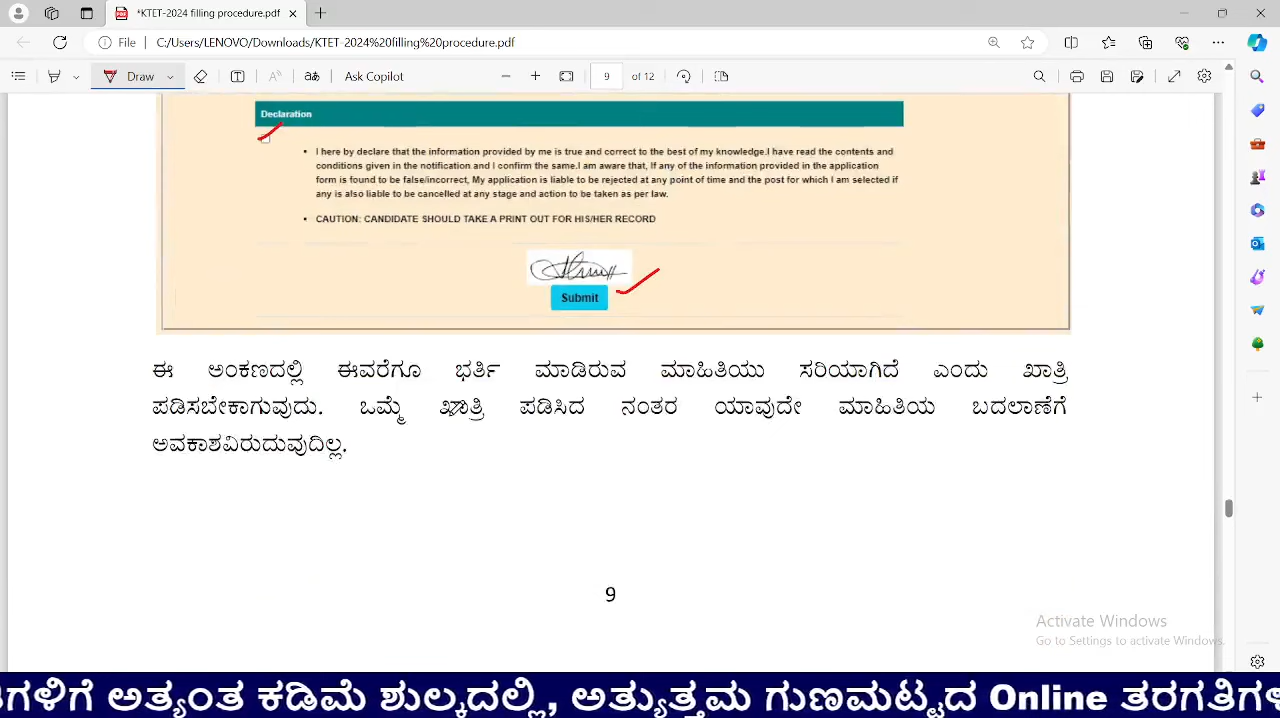 *KTET-2024 filling procedure.pdf
File C:/Users/LENOVO/Downloads/KTET-2024%20filling%20procedure.pdf
Draw Ask Copilot 9 of 12
Declaration
• I here by declare that the information provided by me is true and correct to the best of my knowledge.I have read the contents and
conditions given in the notification and I confirm the same.I am aware that, If any of the information provided in the application
form is found to be false/incorrect, My application is liable to be rejected at any point of time and the post for which I am selected if
any is also liable to be cancelled at any stage and action to be taken as per law.
• CAUTION: CANDIDATE SHOULD TAKE A PRINT OUT FOR HIS/HER RECORD
Submit
ಈ ಅಂಕಣದಲ್ಲಿ ಈವರೆಗೂ ಭರ್ತಿ ಮಾಡಿರುವ ಮಾಹಿತಿಯು ಸರಿಯಾಗಿದೆ ಎಂದು ಖಾತ್ರಿ
ಪಡಿಸಬೇಕಾಗುವುದು. ಒಮ್ಮೆ ಖಾತ್ರಿ ಪಡಿಸಿದ ನಂತರ ಯಾವುದೇ ಮಾಹಿತಿಯ ಬದಲಾಣೆಗೆ
ಅವಕಾಶವಿರುದುವುದಿಲ್ಲ.
9
Activate Windows
Go to Settings to activate Windows.
ಗಳಿಗೆ ಅತ್ಯಂತ ಕಡಿಮೆ ಶುಲ್ಕದಲ್ಲಿ, ಅತ್ಯುತ್ತಮ ಗುಣಮಟ್ಟದ Online ತರಗತಿಗಳ